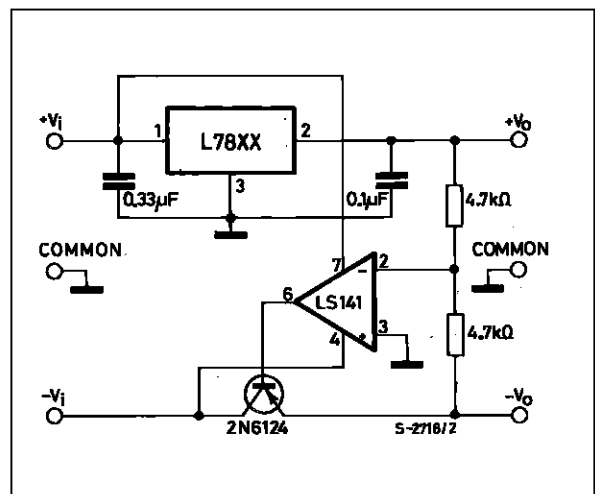 +Vi
1
L78XX
2
+Vo
3
0.33µF
0.1µF
4.7kΩ
COMMON
COMMON
7
2
-
6
LS141
4
+
3
4.7kΩ
-Vi
2N6124
S-2716/2
-Vo